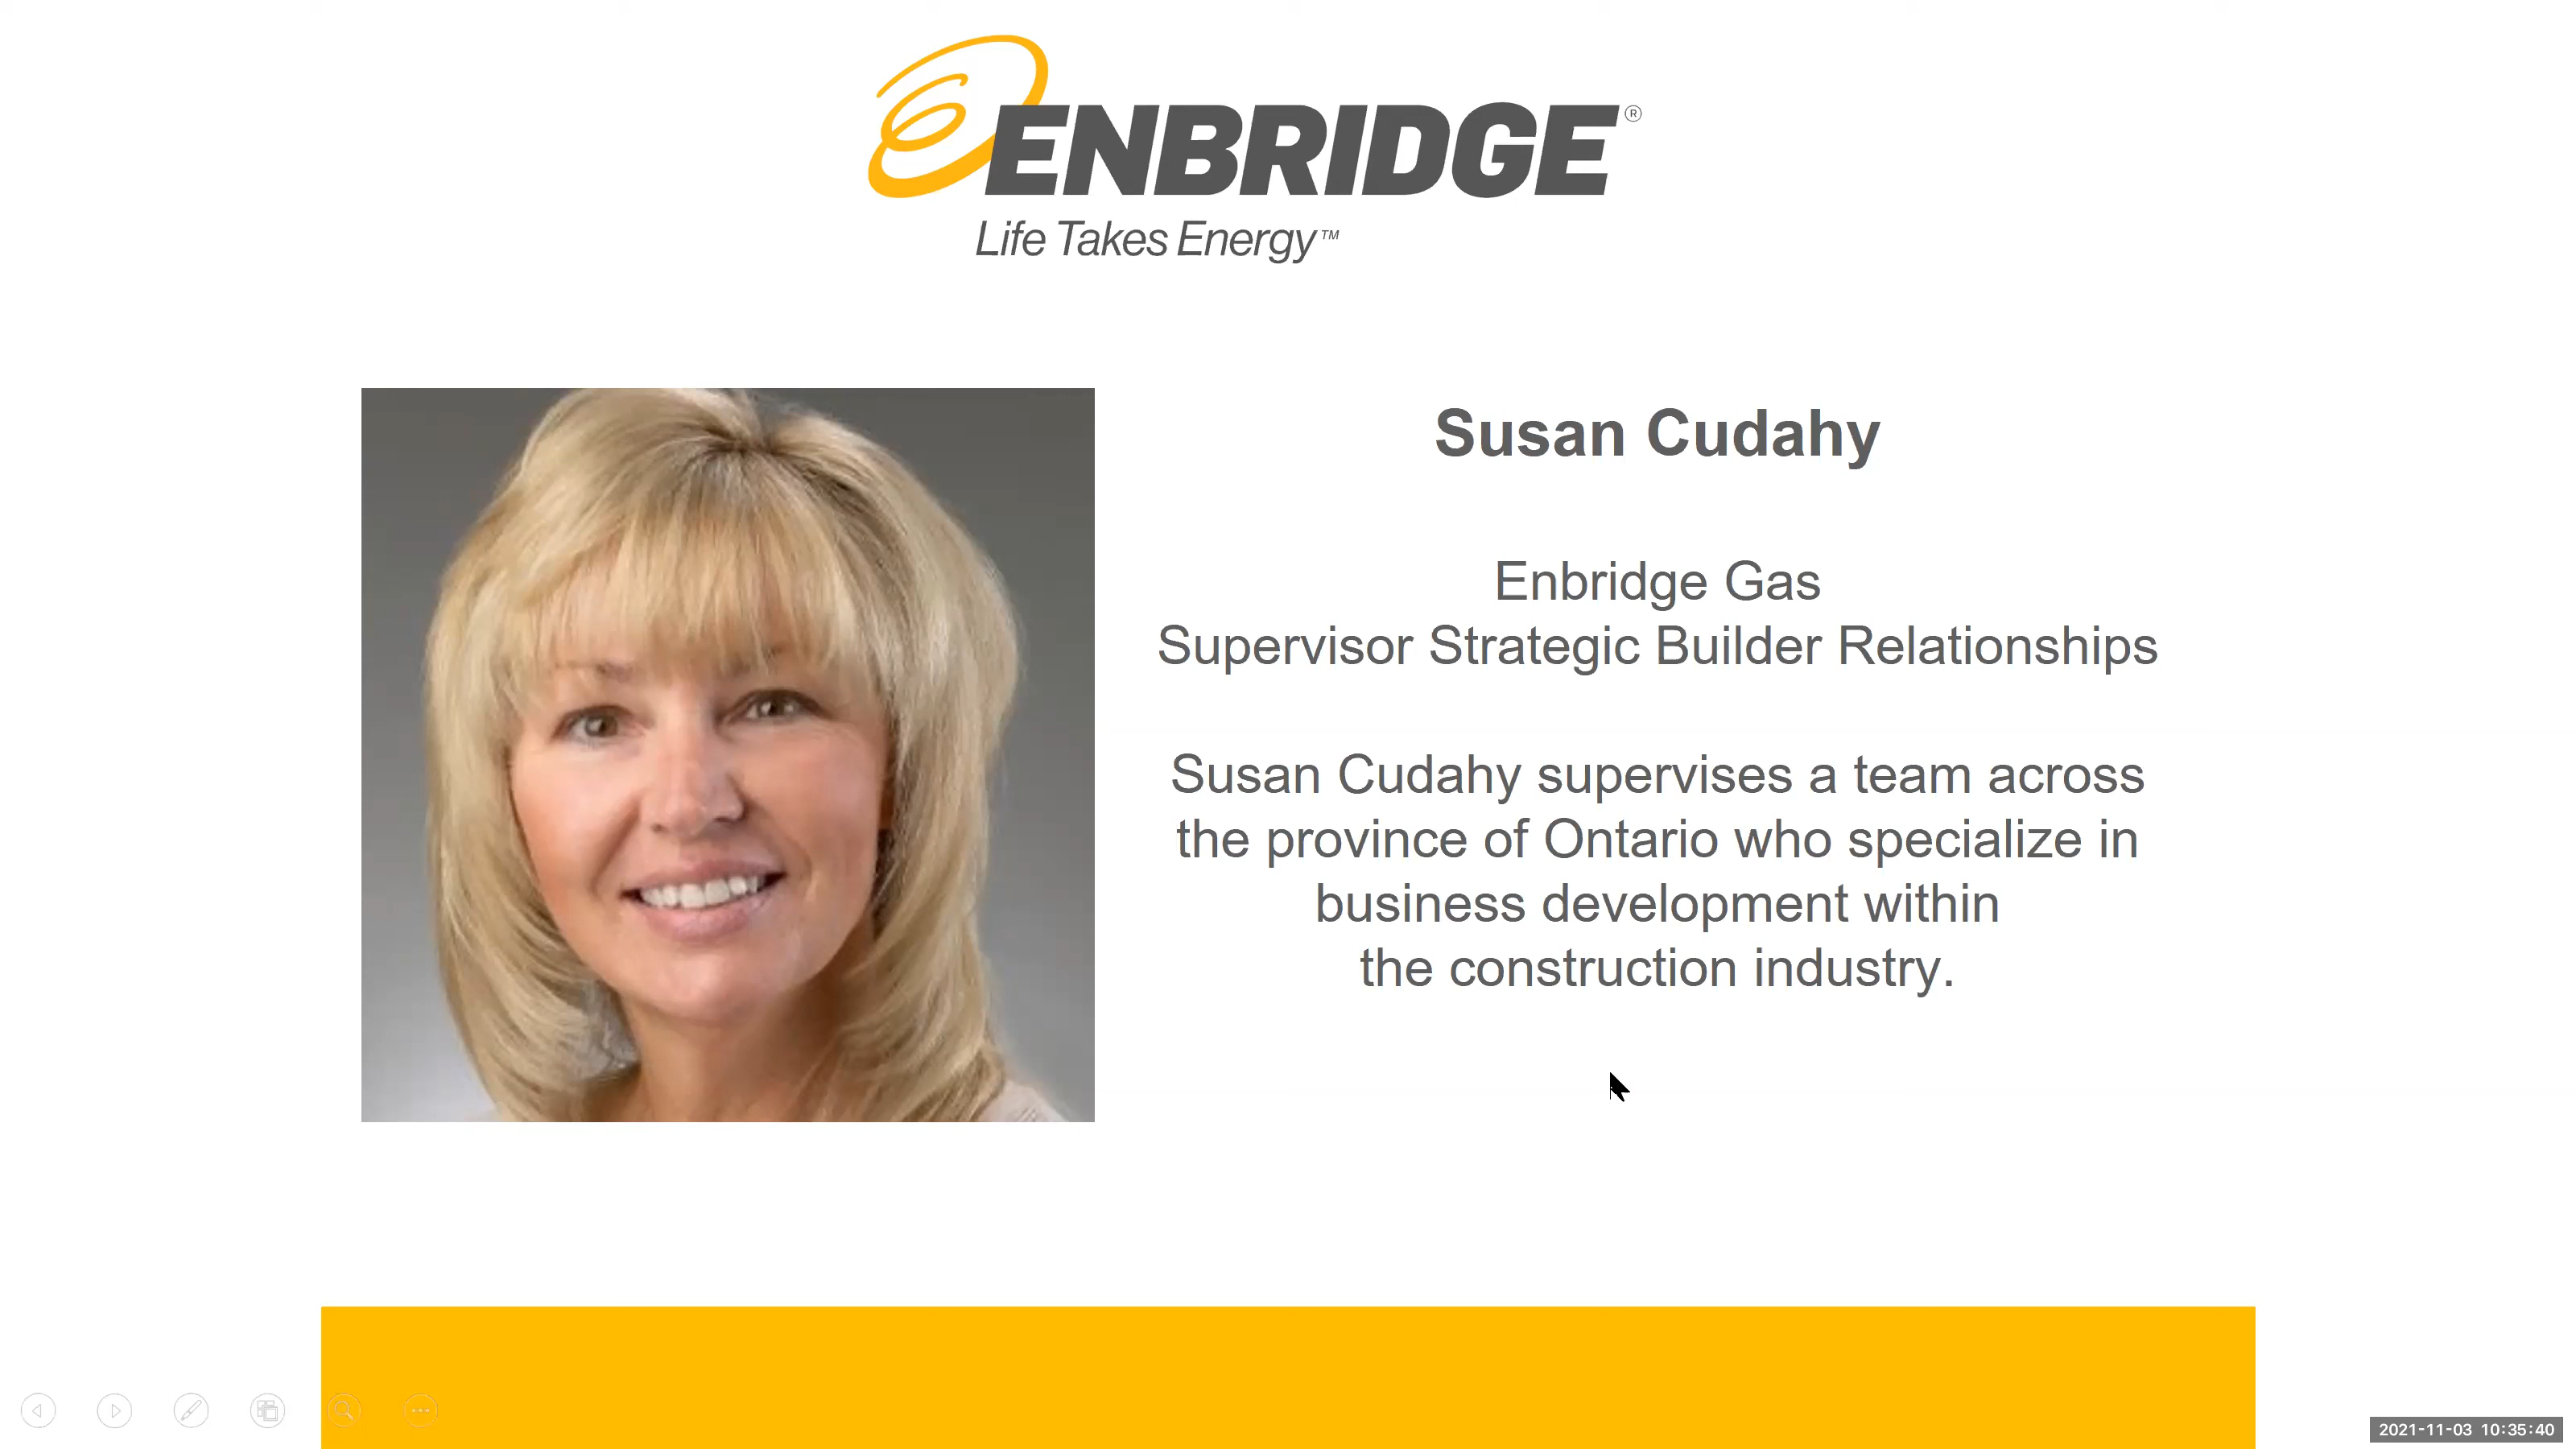 ENBRIDGE®
Life Takes Energy™
Susan Cudahy
Enbridge Gas
Supervisor Strategic Builder Relationships
Susan Cudahy supervises a team across
the province of Ontario who specialize in
business development within
the construction industry.
2021-11-03 10:35:40